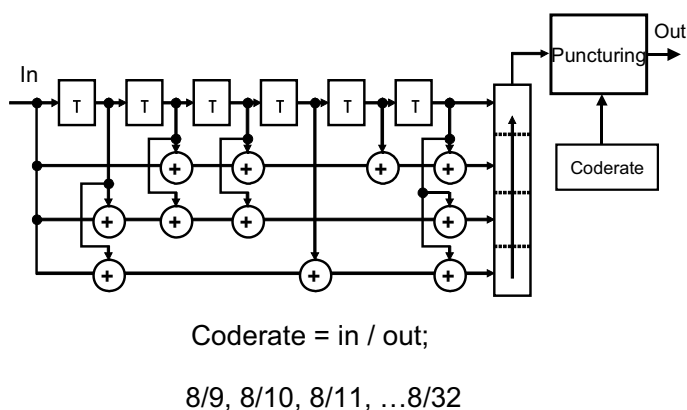 Out
Puncturing
In
T T T T T T
+ + + +
Coderate
+ + + +
+ + +
Coderate = in / out;
8/9, 8/10, 8/11, …8/32